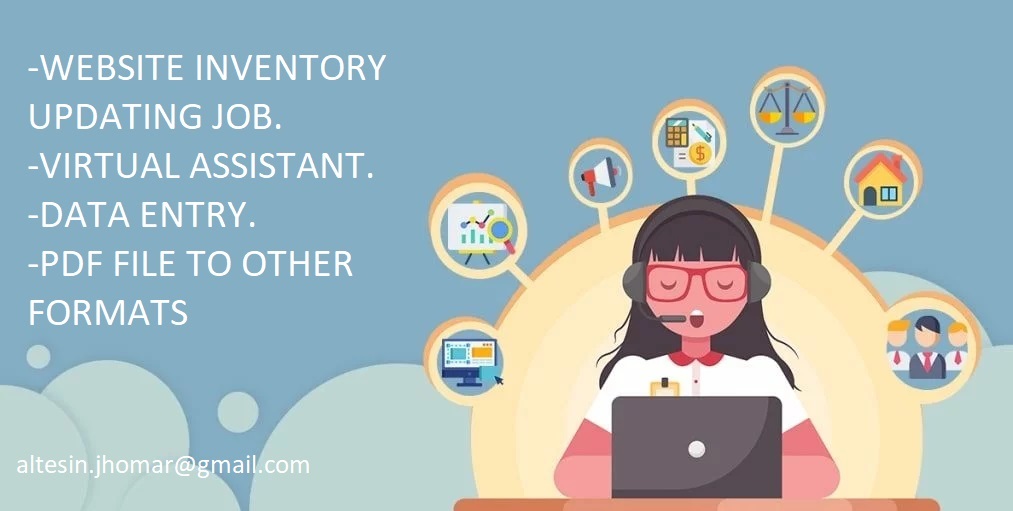 -WEBSITE INVENTORY
UPDATING JOB.
-VIRTUAL ASSISTANT.
-DATA ENTRY.
-PDF FILE TO OTHER
FORMATS
$
altesin.jhomar@gmail.com